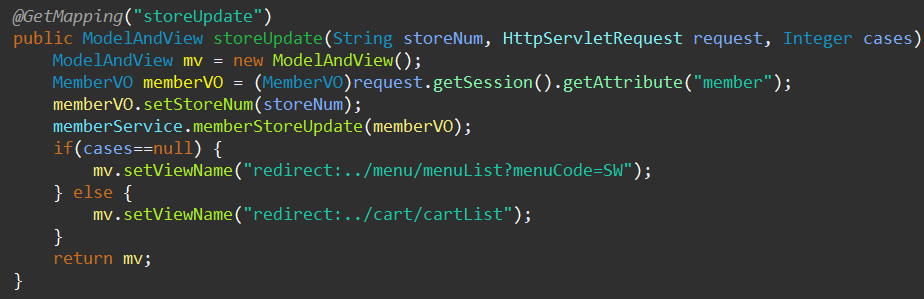 @GetMapping("storeUpdate")
public ModelAndView storeUpdate(String storeNum, HttpServletRequest request, Integer cases)
    ModelAndView mv = new ModelAndView();
    MemberVO memberVO = (MemberVO)request.getSession().getAttribute("member");
    memberVO.setStoreNum(storeNum);
    memberService.memberStoreUpdate(memberVO);
    if(cases==null) {
        mv.setViewName("redirect:../menu/menuList?menuCode=SW");
    } else {
        mv.setViewName("redirect:../cart/cartList");
    }
    return mv;
}